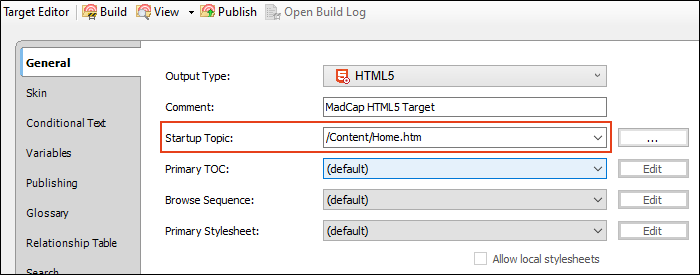 Target Editor Build View Publish Open Build Log
General
Skin
Conditional Text
Variables
Publishing
Glossary
Relationship Table
Search
Output Type: HTML5
Comment: MadCap HTML5 Target
Startup Topic: /Content/Home.htm ...
Primary TOC: (default) Edit
Browse Sequence: (default) Edit
Primary Stylesheet: (default) Edit
Allow local stylesheets